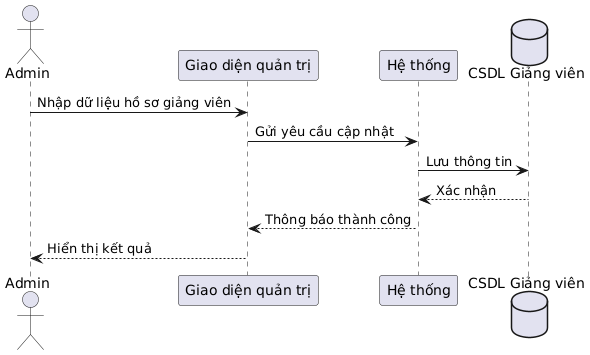 Admin
Giao diện quản trị
Hệ thống
CSDL Giảng viên
Nhập dữ liệu hồ sơ giảng viên
Gửi yêu cầu cập nhật
Lưu thông tin
Xác nhận
Thông báo thành công
Hiển thị kết quả
Admin
Giao diện quản trị
Hệ thống
CSDL Giảng viên